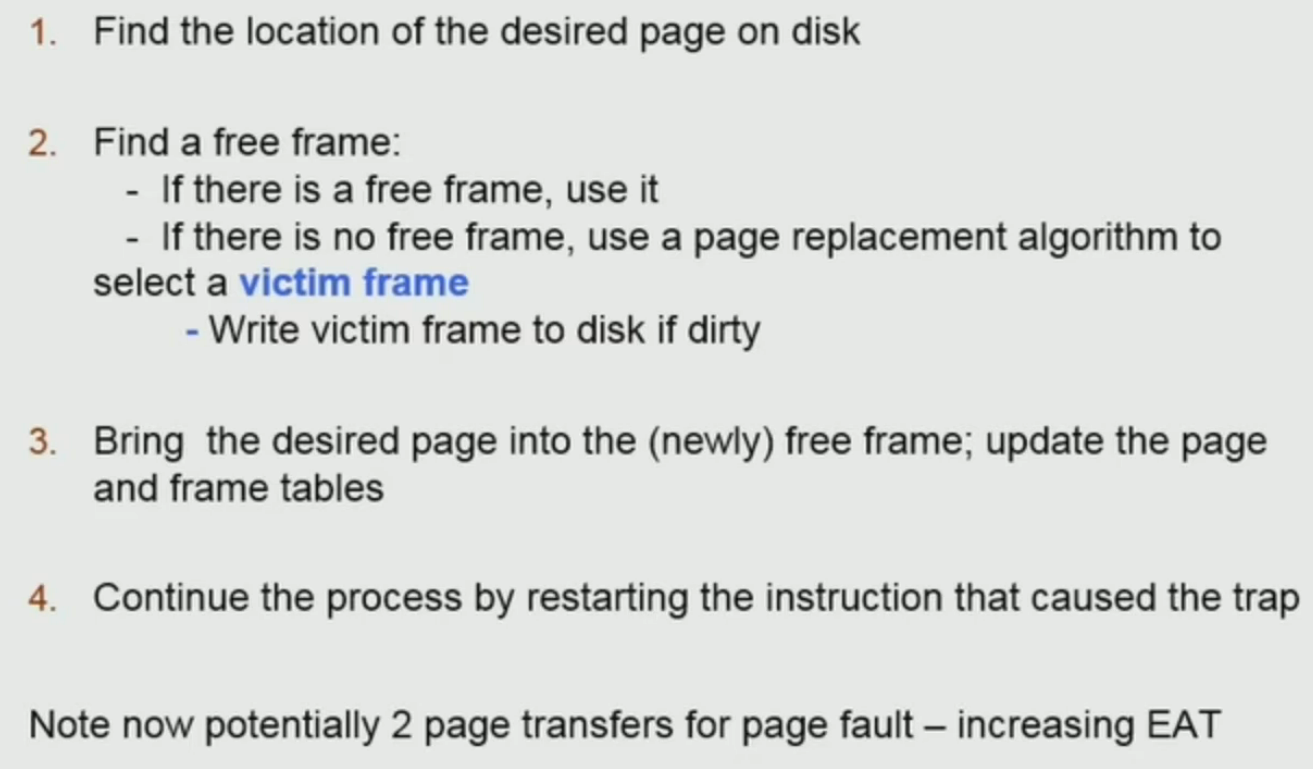 1. Find the location of the desired page on disk
2. Find a free frame:
- If there is a free frame, use it
- If there is no free frame, use a page replacement algorithm to
select a victim frame
- Write victim frame to disk if dirty
3. Bring the desired page into the (newly) free frame; update the page
and frame tables
4. Continue the process by restarting the instruction that caused the trap
Note now potentially 2 page transfers for page fault – increasing EAT